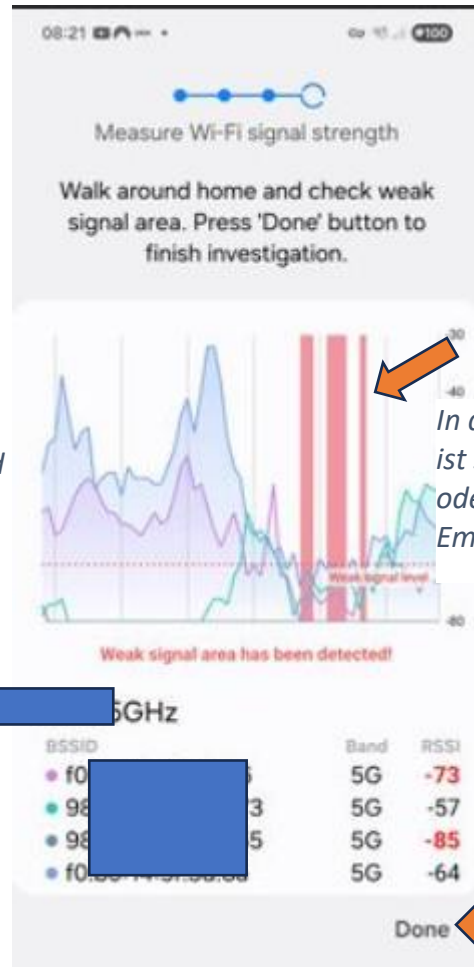 08:21
100
Measure Wi-Fi signal strength
Walk around home and check weak
signal area. Press 'Done' button to
finish investigation.
-30
-40
In
ist
Weak signal level
-80
Weak signal area has been detected!
5GHz
BSSID Band RSSI
f0 5G -73
98 3 5G -57
98 5 5G -85
f0 5G -64
Done